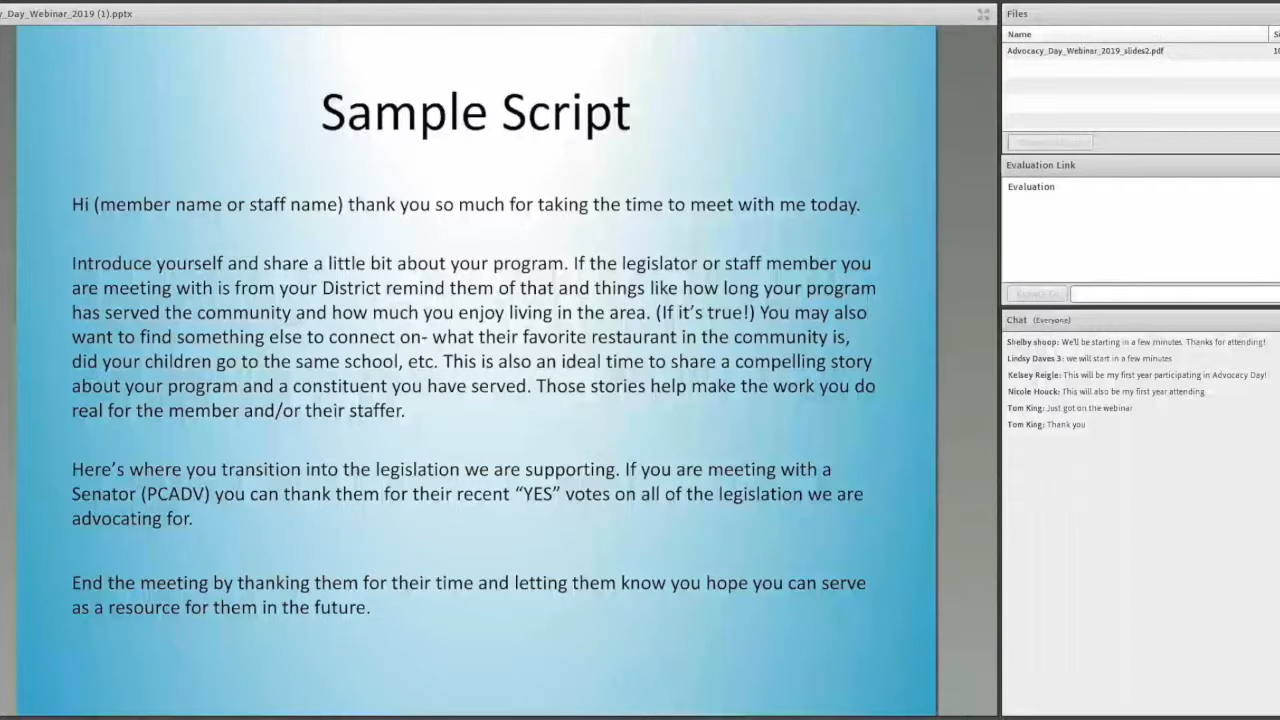 y_Day_Webinar_2019 (1).pptx
Sample Script
Hi (member name or staff name) thank you so much for taking the time to meet with me today.
Introduce yourself and share a little bit about your program. If the legislator or staff member you
are meeting with is from your District remind them of that and things like how long your program
has served the community and how much you enjoy living in the area. (If it's true!) You may also
want to find something else to connect on- what their favorite restaurant in the community is,
did your children go to the same school, etc. This is also an ideal time to share a compelling story
about your program and a constituent you have served. Those stories help make the work you do
real for the member and/or their staffer.
Here's where you transition into the legislation we are supporting. If you are meeting with a
Senator (PCADV) you can thank them for their recent “YES” votes on all of the legislation we are
advocating for.
End the meeting by thanking them for their time and letting them know you hope you can serve
as a resource for them in the future.
Files
Name Si
Advocacy_Day_Webinar_2019_slides2.pdf 10
Evaluation Link
Evaluation
Chat (Everyone)
Shelby shoop: We'll be starting in a few minutes. Thanks for attending!
Lindsy Daves 3: we will start in a few minutes
Kelsey Reigle: This will be my first year participating in Advocacy Day!
Nicole Houck: This will also be my first year attending
Tom King: Just got on the webinar
Tom King: Thank you